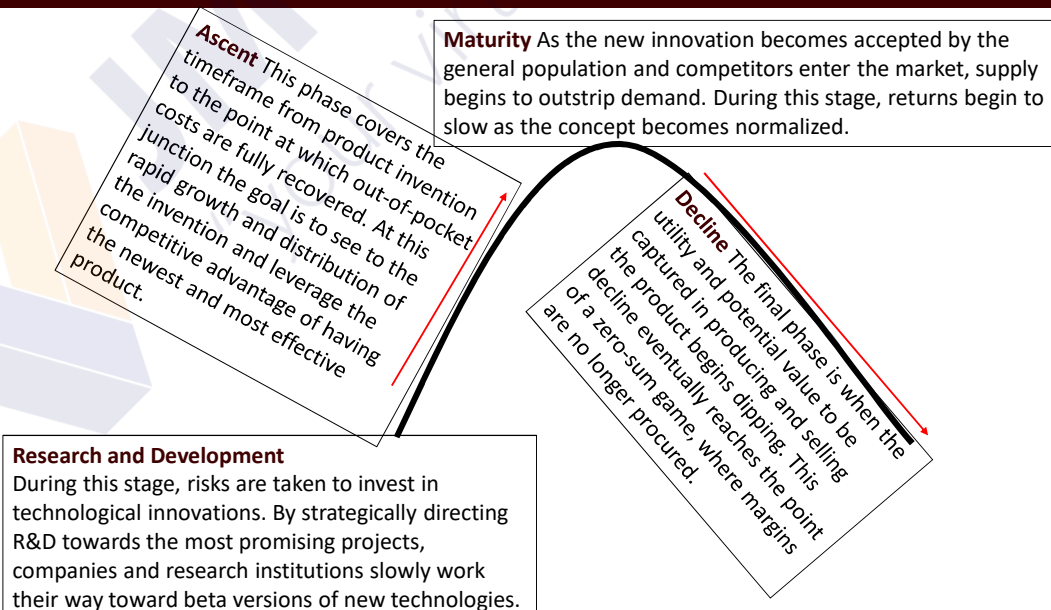 Research and Development
During this stage, risks are taken to invest in
technological innovations. By strategically directing
R&D towards the most promising projects,
companies and research institutions slowly work
their way toward beta versions of new technologies.
Ascent This phase covers the
timeframe from product invention
to the point at which out-of-pocket
costs are fully recovered. At this
junction the goal is to see to the
rapid growth and distribution of
the invention and leverage the
competitive advantage of having
the newest and most effective
product.
Maturity As the new innovation becomes accepted by the
general population and competitors enter the market, supply
begins to outstrip demand. During this stage, returns begin to
slow as the concept becomes normalized.
Decline The final phase is when the
utility and potential value to be
captured in producing and selling
the product begins dipping. This
decline eventually reaches the point
of a zero-sum game, where margins
are no longer procured.